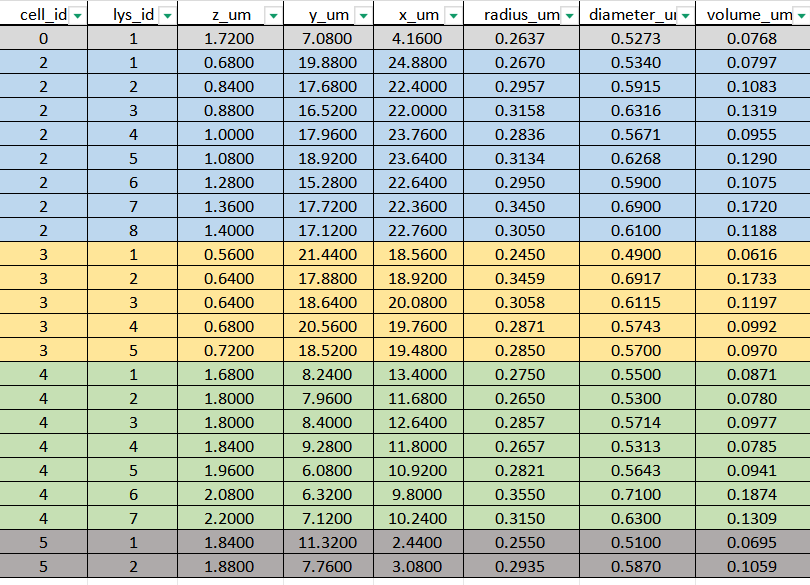 cell_id lys_id z_um y_um x_um radius_um diameter_u volume_um
0 1 1.7200 7.0800 4.1600 0.2637 0.5273 0.0768
2 1 0.6800 19.8800 24.8800 0.2670 0.5340 0.0797
2 2 0.8400 17.6800 22.4000 0.2957 0.5915 0.1083
2 3 0.8800 16.5200 22.0000 0.3158 0.6316 0.1319
2 4 1.0000 17.9600 23.7600 0.2836 0.5671 0.0955
2 5 1.0800 18.9200 23.6400 0.3134 0.6268 0.1290
2 6 1.2800 15.2800 22.6400 0.2950 0.5900 0.1075
2 7 1.3600 17.7200 22.3600 0.3450 0.6900 0.1720
2 8 1.4000 17.1200 22.7600 0.3050 0.6100 0.1188
3 1 0.5600 21.4400 18.5600 0.2450 0.4900 0.0616
3 2 0.6400 17.8800 18.9200 0.3459 0.6917 0.1733
3 3 0.6400 18.6400 20.0800 0.3058 0.6115 0.1197
3 4 0.6800 20.5600 19.7600 0.2871 0.5743 0.0992
3 5 0.7200 18.5200 19.4800 0.2850 0.5700 0.0970
4 1 1.6800 8.2400 13.4000 0.2750 0.5500 0.0871
4 2 1.8000 7.9600 11.6800 0.2650 0.5300 0.0780
4 3 1.8000 8.4000 12.6400 0.2857 0.5714 0.0977
4 4 1.8400 9.2800 11.8000 0.2657 0.5313 0.0785
4 5 1.9600 6.0800 10.9200 0.2821 0.5643 0.0941
4 6 2.0800 6.3200 9.8000 0.3550 0.7100 0.1874
4 7 2.2000 7.1200 10.2400 0.3150 0.6300 0.1309
5 1 1.8400 11.3200 2.4400 0.2550 0.5100 0.0695
5 2 1.8800 7.7600 3.0800 0.2935 0.5870 0.1059